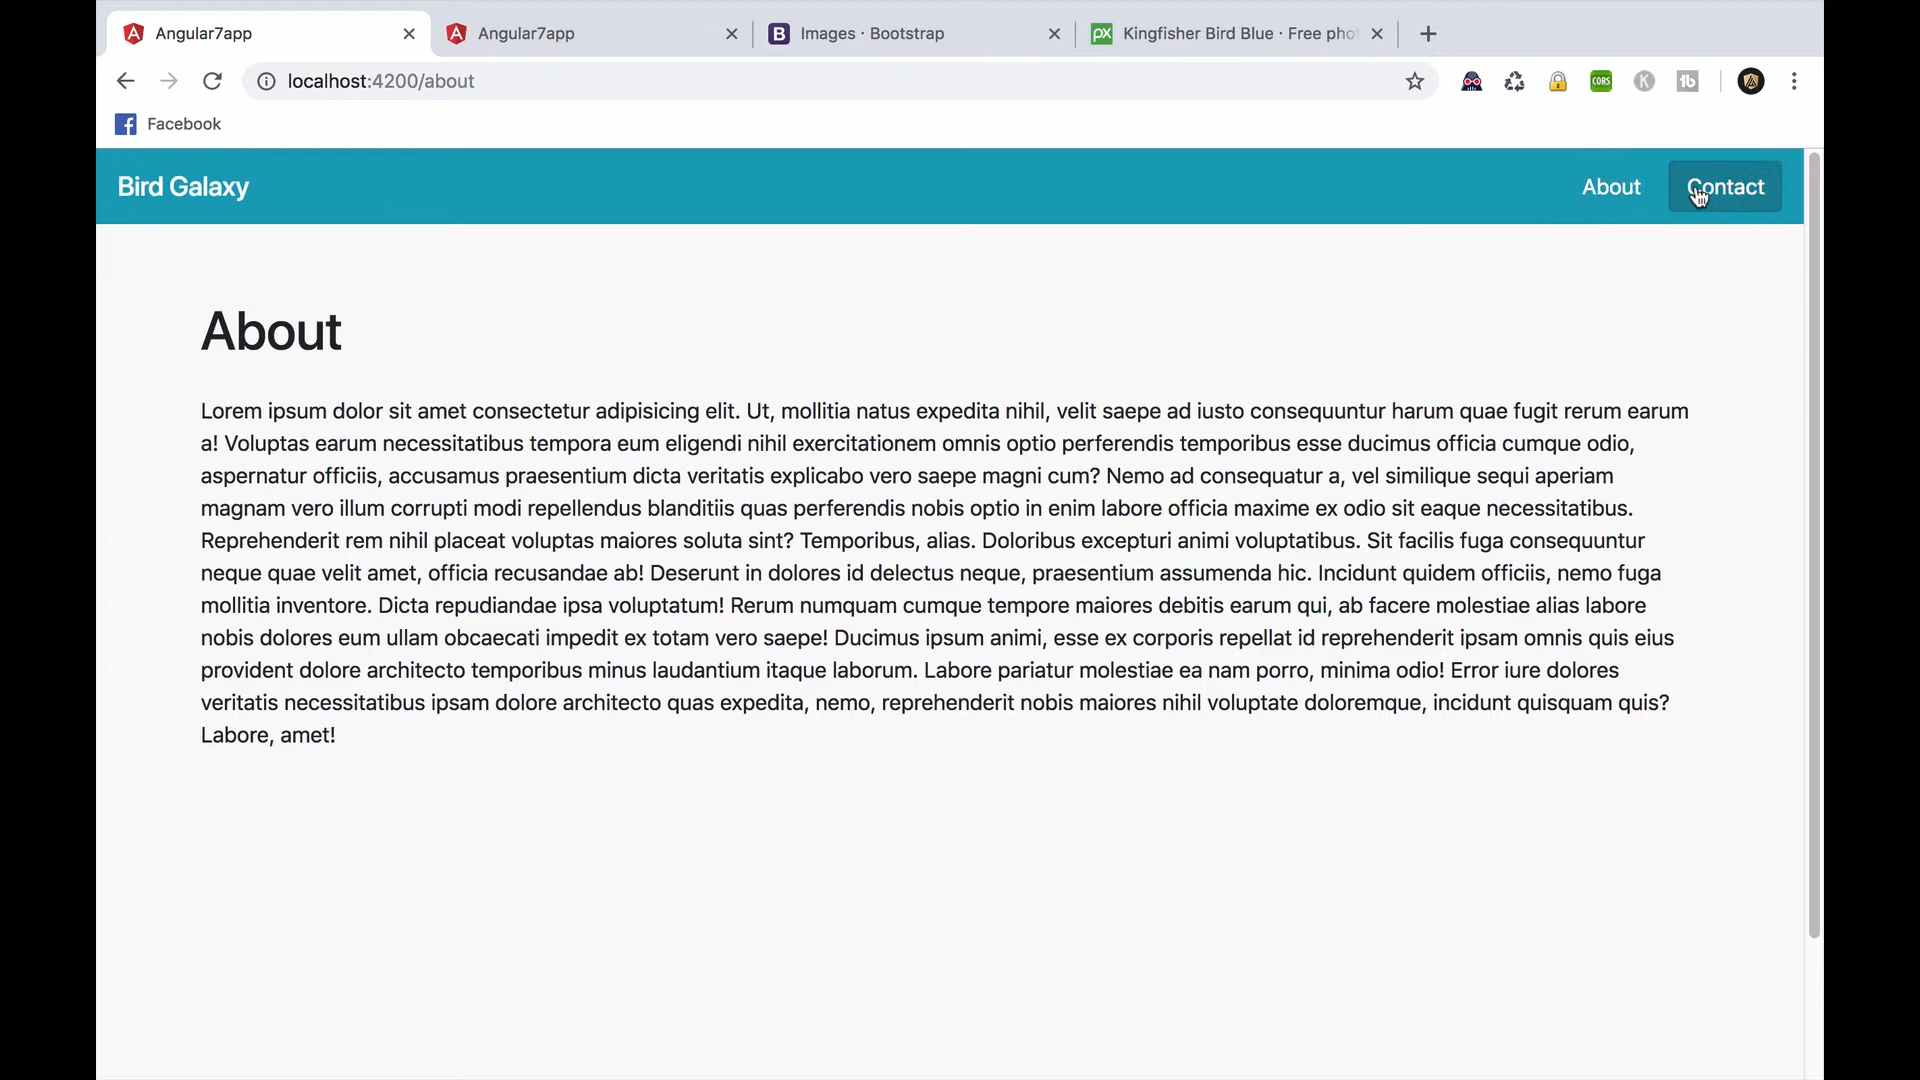 Angular7app
Angular7app
Images · Bootstrap
Kingfisher Bird Blue · Free phot
localhost:4200/about
CORS
K
Facebook
Bird Galaxy
About
Contact
About
Lorem ipsum dolor sit amet consectetur adipisicing elit. Ut, mollitia natus expedita nihil, velit saepe ad iusto consequuntur harum quae fugit rerum earum
a! Voluptas earum necessitatibus tempora eum eligendi nihil exercitationem omnis optio perferendis temporibus esse ducimus officia cumque odio,
aspernatur officiis, accusamus praesentium dicta veritatis explicabo vero saepe magni cum? Nemo ad consequatur a, vel similique sequi aperiam
magnam vero illum corrupti modi repellendus blanditiis quas perferendis nobis optio in enim labore officia maxime ex odio sit eaque necessitatibus.
Reprehenderit rem nihil placeat voluptas maiores soluta sint? Temporibus, alias. Doloribus excepturi animi voluptatibus. Sit facilis fuga consequuntur
neque quae velit amet, officia recusandae ab! Deserunt in dolores id delectus neque, praesentium assumenda hic. Incidunt quidem officiis, nemo fuga
mollitia inventore. Dicta repudiandae ipsa voluptatum! Rerum numquam cumque tempore maiores debitis earum qui, ab facere molestiae alias labore
nobis dolores eum ullam obcaecati impedit ex totam vero saepe! Ducimus ipsum animi, esse ex corporis repellat id reprehenderit ipsam omnis quis eius
provident dolore architecto temporibus minus laudantium itaque laborum. Labore pariatur molestiae ea nam porro, minima odio! Error iure dolores
veritatis necessitatibus ipsam dolore architecto quas expedita, nemo, reprehenderit nobis maiores nihil voluptate doloremque, incidunt quisquam quis?
Labore, amet!